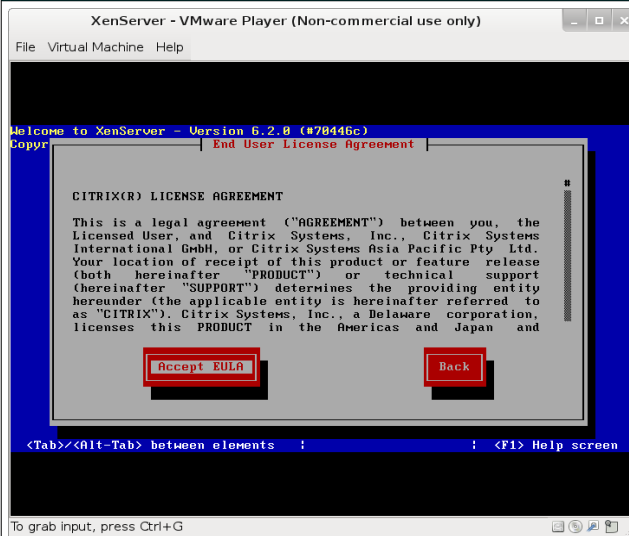 XenServer - VMware Player (Non-commercial use only)
File Virtual Machine Help
Welcome to XenServer - Version 6.2.0 (#70446c)
Copyr
End User License Agreement
CITRIX(R) LICENSE AGREEMENT
This is a legal agreement ("AGREEMENT") between you, the
Licensed User, and Citrix Systems, Inc., Citrix Systems
International GmbH, or Citrix Systems Asia Pacific Pty Ltd.
Your location of receipt of this product or feature release
(both hereinafter "PRODUCT") or technical support
(hereinafter "SUPPORT") determines the providing entity
hereunder (the applicable entity is hereinafter referred to
as "CITRIX"). Citrix Systems, Inc., a Delaware corporation,
licenses this PRODUCT in the Americas and Japan and
Accept EULA Back
<Tab>/<Alt-Tab> between elements ¦ ¦ <F1> Help screen
To grab input, press Ctrl+G